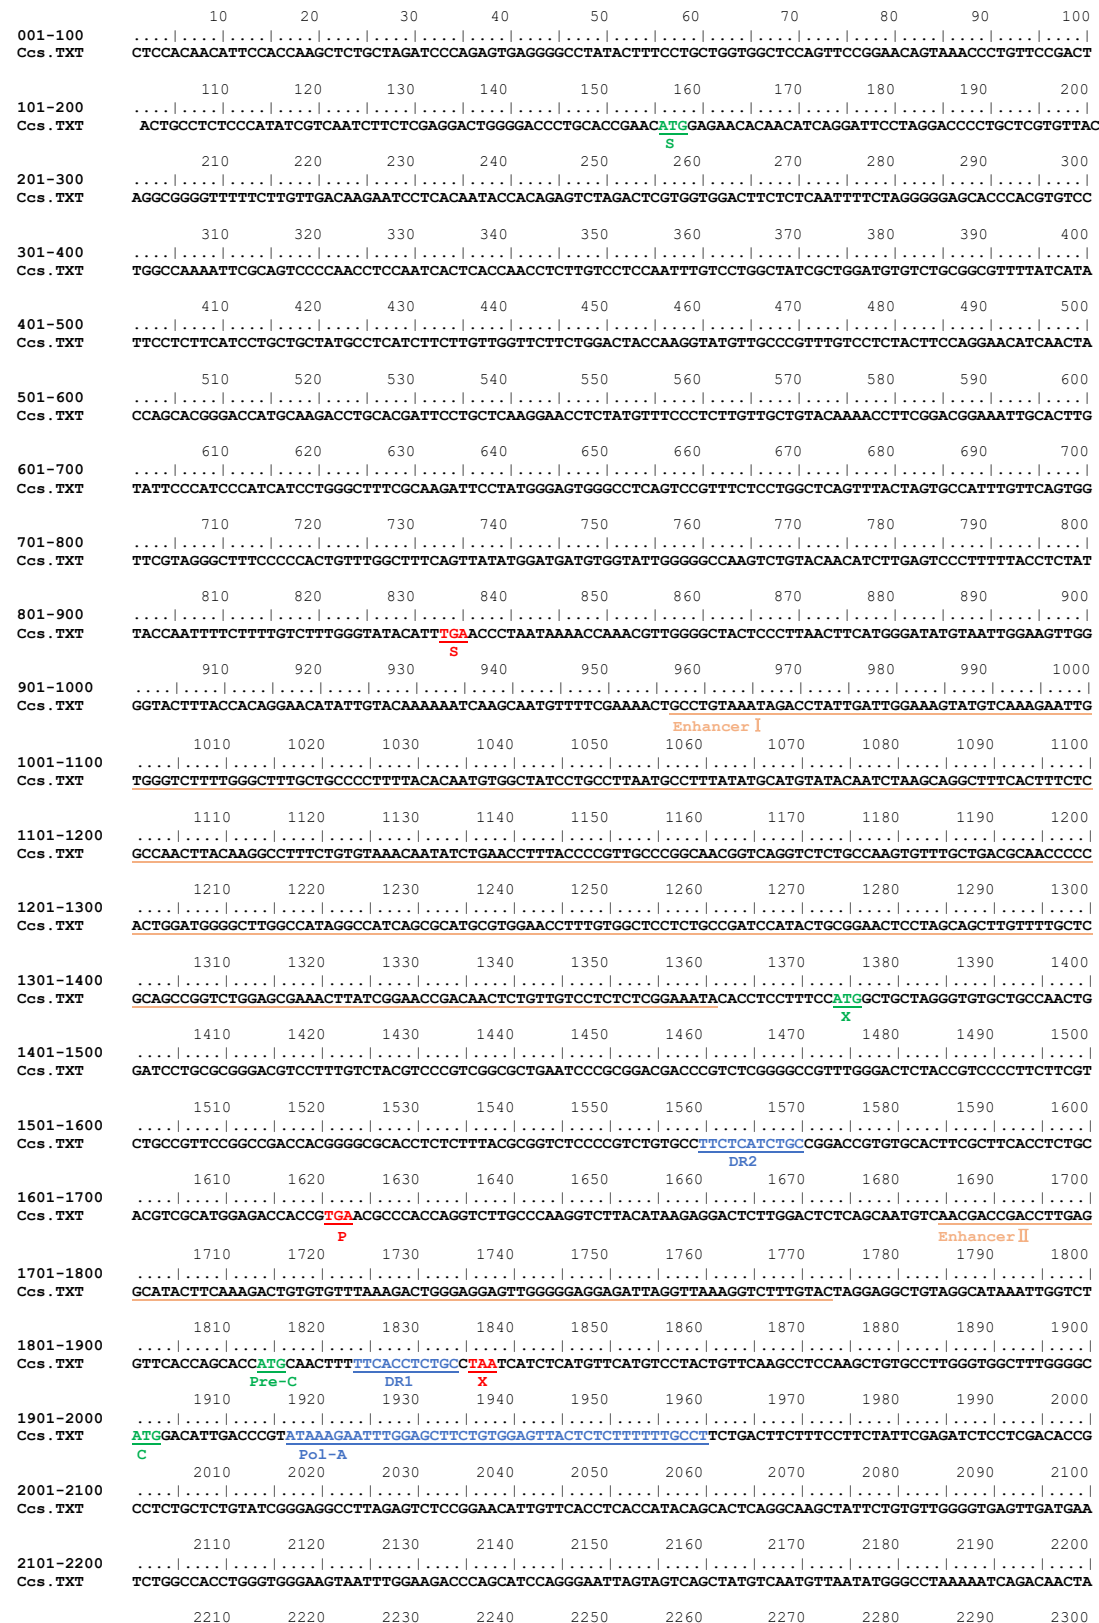 10 20 30 40 50 60 70 80 90 100
001-100 ....|....|....|....|....|....|....|....|....|....|....|....|....|....|....|....|....|....|....|....|
Ccs.TXT CTCCACAACATTCCACCAAGCTCTGCTAGATCCCAGAGTGAGGGGCCTATACTTTCCTGCTGGTGGCTCCAGTTCCGGAACAGTAAACCCTGTTCCGACT
110 120 130 140 150 160 170 180 190 200
101-200 ....|....|....|....|....|....|....|....|....|....|....|....|....|....|....|....|....|....|....|....|
Ccs.TXT ACTGCCTCTCCCATATCGTCAATCTTCTCGAGGACTGGGGACCCTGCACCGAACATGGAGAACACAACATCAGGATTCCTAGGACCCCTGCTCGTGTTAC
S
210 220 230 240 250 260 270 280 290 300
201-300 ....|....|....|....|....|....|....|....|....|....|....|....|....|....|....|....|....|....|....|....|
Ccs.TXT AGGCGGGGTTTTTCTTGTTGACAAGAATCCTCACAATACCACAGAGTCTAGACTCGTGGTGGACTTCTCTCAATTTTCTAGGGGGAGCACCCACGTGTCC
310 320 330 340 350 360 370 380 390 400
301-400 ....|....|....|....|....|....|....|....|....|....|....|....|....|....|....|....|....|....|....|....|
Ccs.TXT TGGCCAAAATTCGCAGTCCCCAACCTCCAATCACTCACCAACCTCTTGTCCTCCAATTTGTCCTGGCTATCGCTGGATGTGTCTGCGGCGTTTTATCATA
410 420 430 440 450 460 470 480 490 500
401-500 ....|....|....|....|....|....|....|....|....|....|....|....|....|....|....|....|....|....|....|....|
Ccs.TXT TTCCTCTTCATCCTGCTGCTATGCCTCATCTTCTTGTTGGTTCTTCTGGACTACCAAGGTATGTTGCCCGTTTGTCCTCTACTTCCAGGAACATCAACTA
510 520 530 540 550 560 570 580 590 600
501-600 ....|....|....|....|....|....|....|....|....|....|....|....|....|....|....|....|....|....|....|....|
Ccs.TXT CCAGCACGGGACCATGCAAGACCTGCACGATTCCTGCTCAAGGAACCTCTATGTTTCCCTCTTGTTGCTGTACAAAACCTTCGGACGGAAATTGCACTTG
610 620 630 640 650 660 670 680 690 700
601-700 ....|....|....|....|....|....|....|....|....|....|....|....|....|....|....|....|....|....|....|....|
Ccs.TXT TATTCCCATCCCATCATCCTGGGCTTTCGCAAGATTCCTATGGGAGTGGGCCTCAGTCCGTTTCTCCTGGCTCAGTTTACTAGTGCCATTTGTTCAGTGG
710 720 730 740 750 760 770 780 790 800
701-800 ....|....|....|....|....|....|....|....|....|....|....|....|....|....|....|....|....|....|....|....|
Ccs.TXT TTCGTAGGGCTTTCCCCCACTGTTTGGCTTTCAGTTATATGGATGATGTGGTATTGGGGGCCAAGTCTGTACAACATCTTGAGTCCCTTTTTACCTCTAT
810 820 830 840 850 860 870 880 890 900
801-900 ....|....|....|....|....|....|....|....|....|....|....|....|....|....|....|....|....|....|....|....|
Ccs.TXT TACCAATTTTCTTTTGTCTTTGGGTATACATTTGAACCCTAATAAAACCAAACGTTGGGGCTACTCCCTTAACTTCATGGGATATGTAATTGGAAGTTGG
S
910 920 930 940 950 960 970 980 990 1000
901-1000 ....|....|....|....|....|....|....|....|....|....|....|....|....|....|....|....|....|....|....|....|
Ccs.TXT GGTACTTTACCACAGGAACATATTGTACAAAAAATCAAGCAATGTTTTCGAAAACTGCCTGTAAATAGACCTATTGATTGGAAAGTATGTCAAAGAATTG
Enhancer Ⅰ
1010 1020 1030 1040 1050 1060 1070 1080 1090 1100
1001-1100 ....|....|....|....|....|....|....|....|....|....|....|....|....|....|....|....|....|....|....|....|
Ccs.TXT TGGGTCTTTTGGGCTTTGCTGCCCCTTTTACACAATGTGGCTATCCTGCCTTAATGCCTTTATATGCATGTATACAATCTAAGCAGGCTTTCACTTTCTC
1110 1120 1130 1140 1150 1160 1170 1180 1190 1200
1101-1200 ....|....|....|....|....|....|....|....|....|....|....|....|....|....|....|....|....|....|....|....|
Ccs.TXT GCCAACTTACAAGGCCTTTCTGTGTAAACAATATCTGAACCTTTACCCCGTTGCCCGGCAACGGTCAGGTCTCTGCCAAGTGTTTGCTGACGCAACCCCC
1210 1220 1230 1240 1250 1260 1270 1280 1290 1300
1201-1300 ....|....|....|....|....|....|....|....|....|....|....|....|....|....|....|....|....|....|....|....|
Ccs.TXT ACTGGATGGGGCTTGGCCATAGGCCATCAGCGCATGCGTGGAACCTTTGTGGCTCCTCTGCCGATCCATACTGCGGAACTCCTAGCAGCTTGTTTTGCTC
1310 1320 1330 1340 1350 1360 1370 1380 1390 1400
1301-1400 ....|....|....|....|....|....|....|....|....|....|....|....|....|....|....|....|....|....|....|....|
Ccs.TXT GCAGCCGGTCTGGAGCGAAACTTATCGGAACCGACAACTCTGTTGTCCTCTCTCGGAAATACACCTCCTTTCCATGGCTGCTAGGGTGTGCTGCCAACTG
X
1410 1420 1430 1440 1450 1460 1470 1480 1490 1500
1401-1500 ....|....|....|....|....|....|....|....|....|....|....|....|....|....|....|....|....|....|....|....|
Ccs.TXT GATCCTGCGCGGGACGTCCTTTGTCTACGTCCCGTCGGCGCTGAATCCCGCGGACGACCCGTCTCGGGGCCGTTTGGGACTCTACCGTCCCCTTCTTCGT
1510 1520 1530 1540 1550 1560 1570 1580 1590 1600
1501-1600 ....|....|....|....|....|....|....|....|....|....|....|....|....|....|....|....|....|....|....|....|
Ccs.TXT CTGCCGTTCCGGCCGACCACGGGGCGCACCTCTCTTTACGCGGTCTCCCCGTCTGTGCCTTCTCATCTGCCGGACCGTGTGCACTTCGCTTCACCTCTGC
DR2
1610 1620 1630 1640 1650 1660 1670 1680 1690 1700
1601-1700 ....|....|....|....|....|....|....|....|....|....|....|....|....|....|....|....|....|....|....|....|
Ccs.TXT ACGTCGCATGGAGACCACCGTGAACGCCCACCAGGTCTTGCCCAAGGTCTTACATAAGAGGACTCTTGGACTCTCAGCAATGTCAACGACCGACCTTGAG
P Enhancer Ⅱ
1710 1720 1730 1740 1750 1760 1770 1780 1790 1800
1701-1800 ....|....|....|....|....|....|....|....|....|....|....|....|....|....|....|....|....|....|....|....|
Ccs.TXT GCATACTTCAAAGACTGTGTGTTTAAAGACTGGGAGGAGTTGGGGGAGGAGATTAGGTTAAAGGTCTTTGTACTAGGAGGCTGTAGGCATAAATTGGTCT
1810 1820 1830 1840 1850 1860 1870 1880 1890 1900
1801-1900 ....|....|....|....|....|....|....|....|....|....|....|....|....|....|....|....|....|....|....|....|
Ccs.TXT GTTCACCAGCACCATGCAACTTTTTCACCTCTGCCTAATCATCTCATGTTCATGTCCTACTGTTCAAGCCTCCAAGCTGTGCCTTGGGTGGCTTTGGGGC
Pre-C DR1 X
1910 1920 1930 1940 1950 1960 1970 1980 1990 2000
1901-2000 ....|....|....|....|....|....|....|....|....|....|....|....|....|....|....|....|....|....|....|....|
Ccs.TXT ATGGACATTGACCCGTATAAAGAATTTGGAGCTTCTGTGGAGTTACTCTCTTTTTTGCCTTCTGACTTCTTTCCTTCTATTCGAGATCTCCTCGACACCG
C Pol-A
2010 2020 2030 2040 2050 2060 2070 2080 2090 2100
2001-2100 ....|....|....|....|....|....|....|....|....|....|....|....|....|....|....|....|....|....|....|....|
Ccs.TXT CCTCTGCTCTGTATCGGGAGGCCTTAGAGTCTCCGGAACATTGTTCACCTCACCATACAGCACTCAGGCAAGCTATTCTGTGTTGGGGTGAGTTGATGAA
2110 2120 2130 2140 2150 2160 2170 2180 2190 2200
2101-2200 ....|....|....|....|....|....|....|....|....|....|....|....|....|....|....|....|....|....|....|....|
Ccs.TXT TCTGGCCACCTGGGTGGGAAGTAATTTGGAAGACCCAGCATCCAGGGAATTAGTAGTCAGCTATGTCAATGTTAATATGGGCCTAAAAATCAGACAACTA
2210 2220 2230 2240 2250 2260 2270 2280 2290 2300